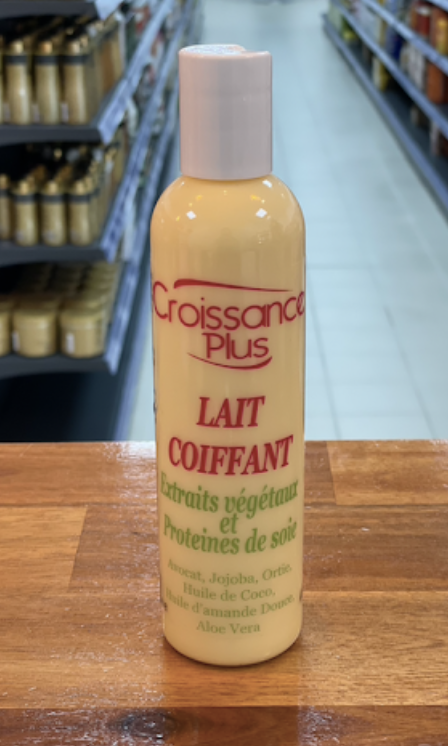 Croissance
Plus
LAIT
COIFFANT
Extraits végétaux
et
Proteines de soie
Avocat, Jojoba, Ortie,
Huile de Coco,
Huile d'amande Douce,
Aloe Vera